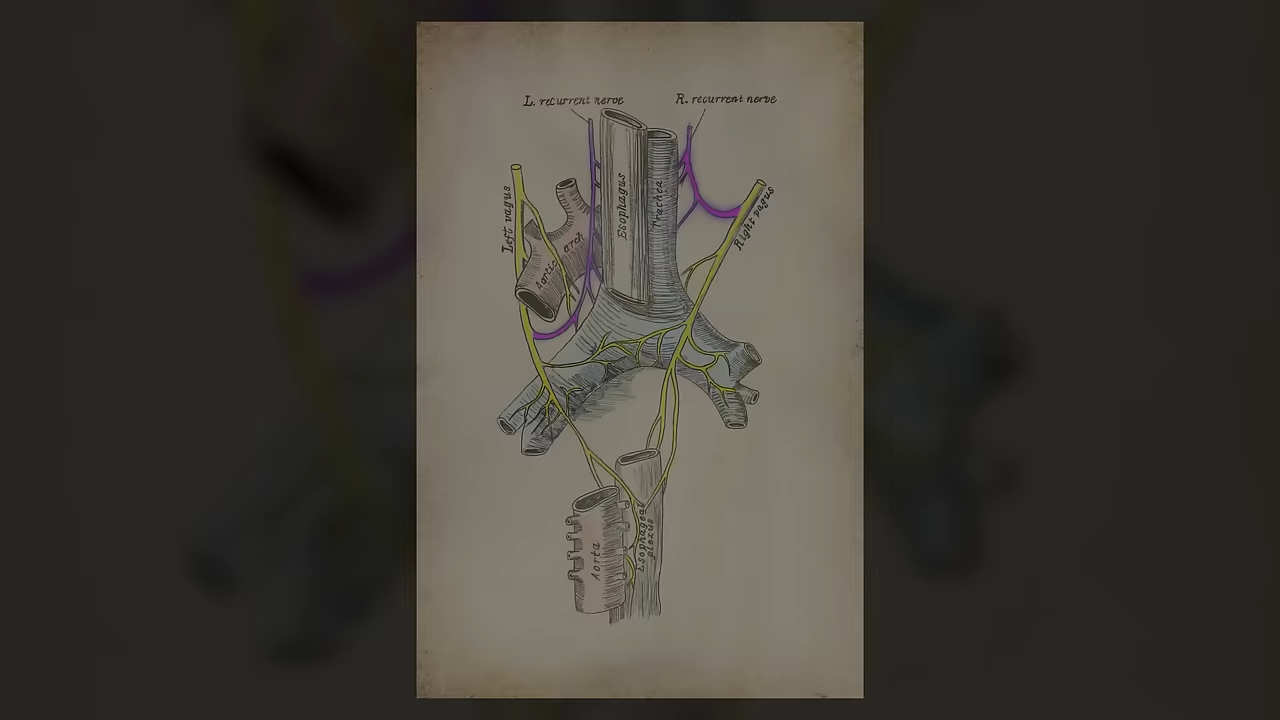 L. recurrent nerve
R. recurrent nerve
Left vagus
Aortic
arch
Esophagus
Trachea
Right vagus
Aorta
Esophageal
plexus